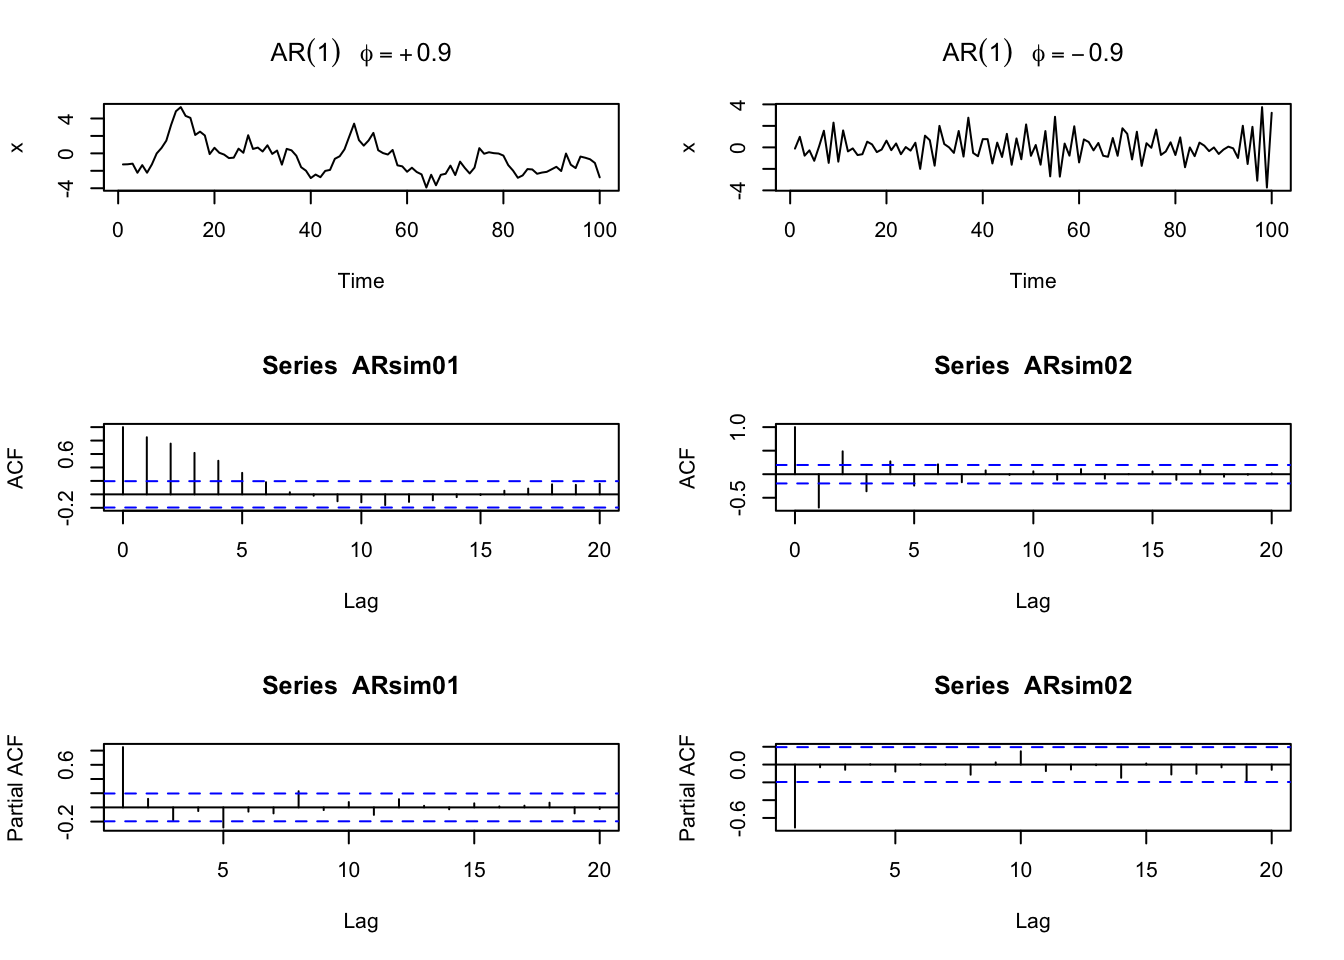 AR(1) ϕ = + 0.9
x
-4 0 4
0 20 40 60 80 100
Time
AR(1) ϕ = − 0.9
x
-4 0 4
0 20 40 60 80 100
Time
Series ARsim01
ACF
-0.2 0.6
0 5 10 15 20
Lag
Series ARsim02
ACF
-0.5 1.0
0 5 10 15 20
Lag
Series ARsim01
Partial ACF
-0.2 0.6
5 10 15 20
Lag
Series ARsim02
Partial ACF
-0.6 0.0
5 10 15 20
Lag